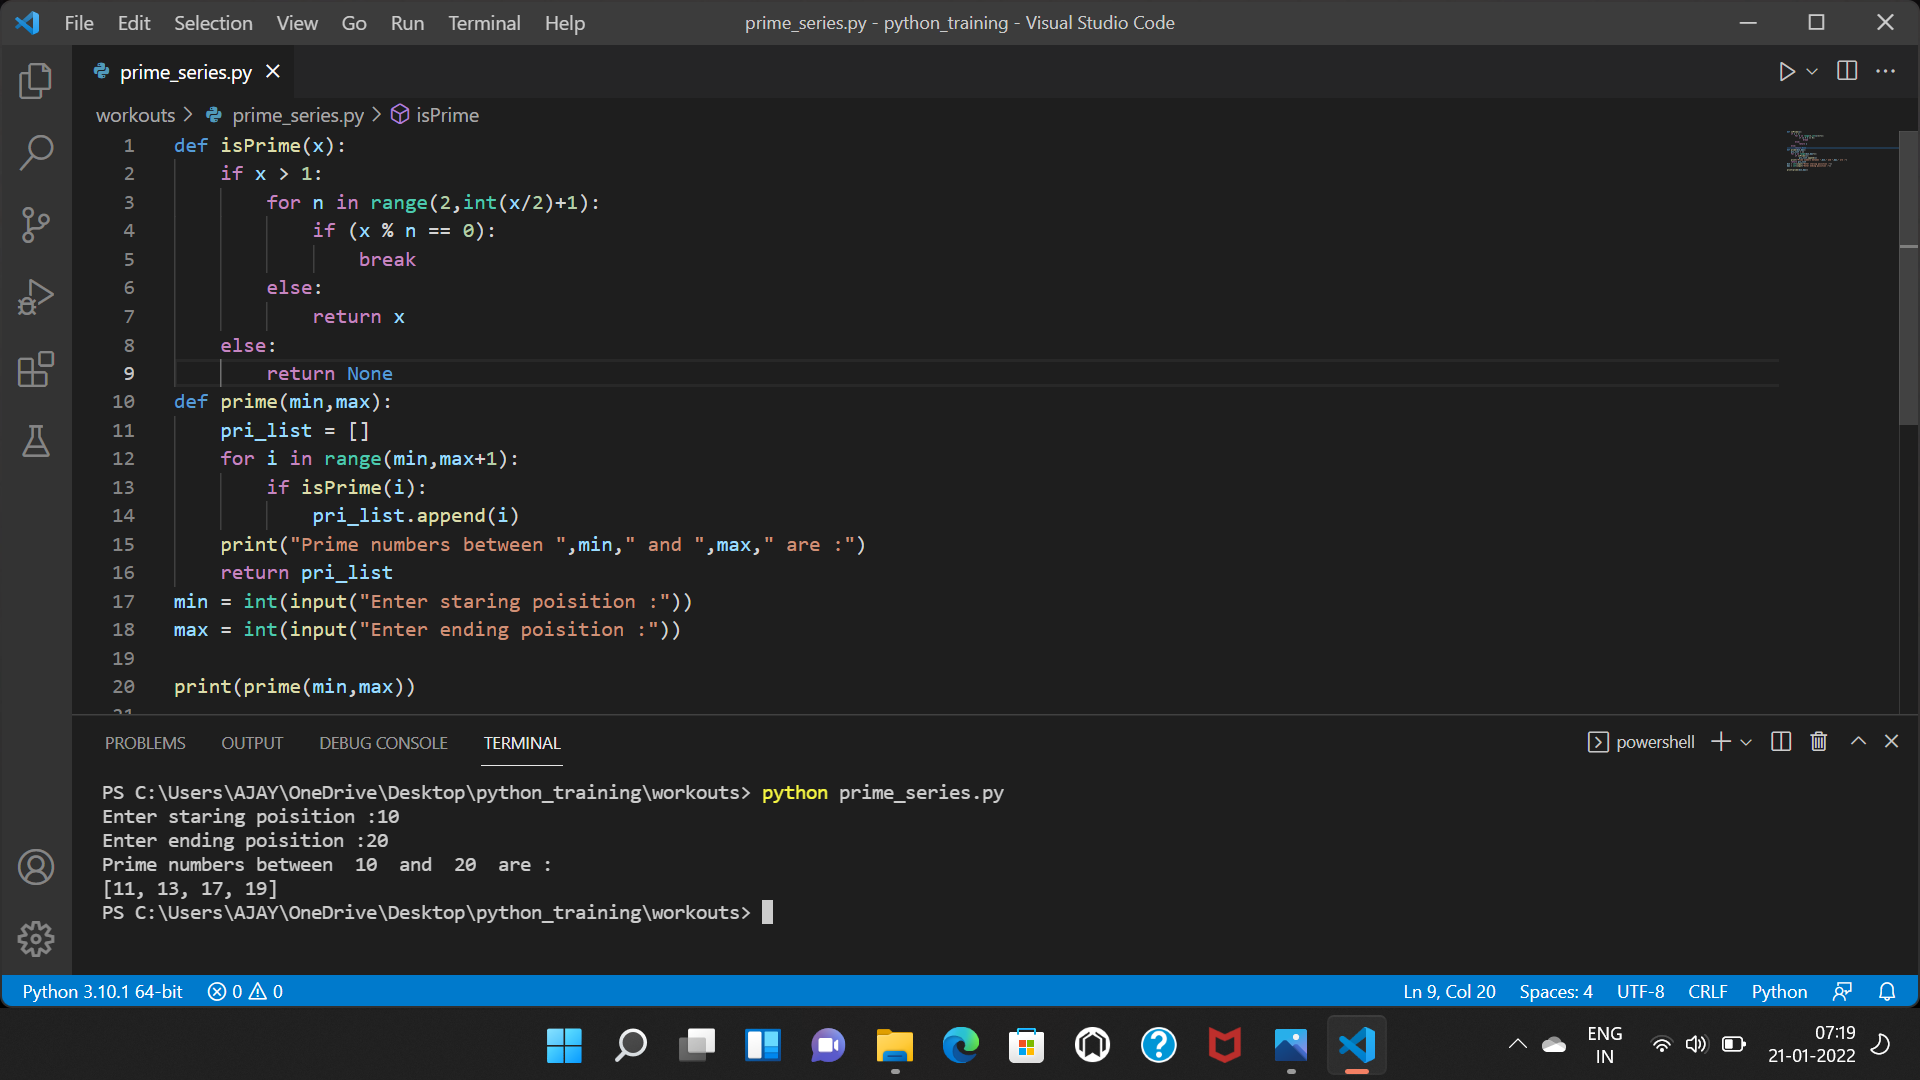 File Edit Selection View Go Run Terminal Help
prime_series.py - python_training - Visual Studio Code
prime_series.py
workouts > prime_series.py > isPrime
1 def isPrime(x):
2     if x > 1:
3         for n in range(2,int(x/2)+1):
4             if (x % n == 0):
5                 break
6         else:
7             return x
8     else:
9         return None
10 def prime(min,max):
11     pri_list = []
12     for i in range(min,max+1):
13         if isPrime(i):
14             pri_list.append(i)
15     print("Prime numbers between ",min," and ",max," are :")
16     return pri_list
17 min = int(input("Enter staring poisition :"))
18 max = int(input("Enter ending poisition :"))
19
20 print(prime(min,max))
21
PROBLEMS OUTPUT DEBUG CONSOLE TERMINAL
powershell
PS C:\Users\AJAY\OneDrive\Desktop\python_training\workouts> python prime_series.py
Enter staring poisition :10
Enter ending poisition :20
Prime numbers between  10  and  20  are :
[11, 13, 17, 19]
PS C:\Users\AJAY\OneDrive\Desktop\python_training\workouts>
Python 3.10.1 64-bit 0 0
Ln 9, Col 20 Spaces: 4 UTF-8 CRLF Python
ENG
IN
07:19
21-01-2022